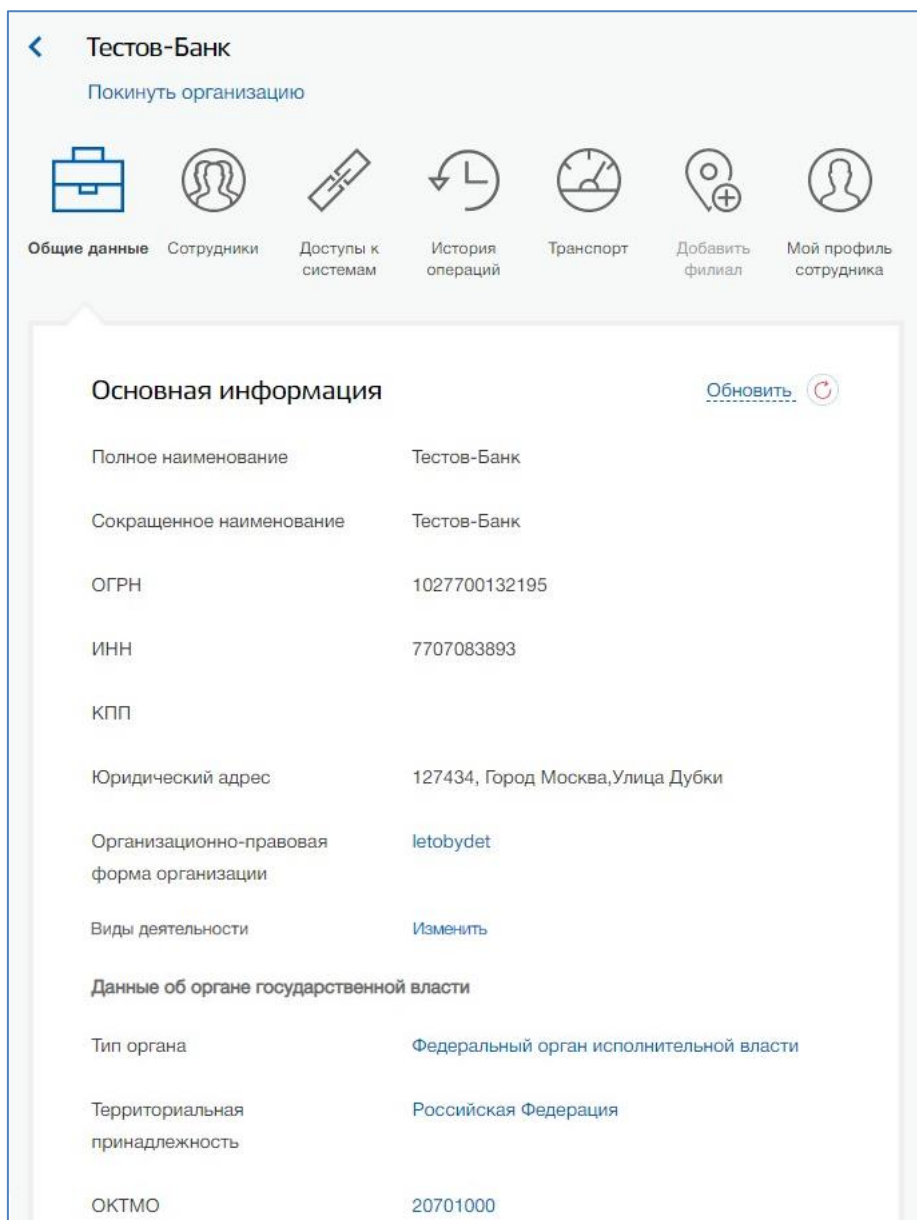 Тестов-Банк
Покинуть организацию
Общие данные
Сотрудники
Доступы к
системам
История
операций
Транспорт
Добавить
филиал
Мой профиль
сотрудника
Основная информация
Обновить
Полное наименование Тестов-Банк
Сокращенное наименование Тестов-Банк
ОГРН 1027700132195
ИНН 7707083893
КПП
Юридический адрес 127434, Город Москва,Улица Дубки
Организационно-правовая letobydet
форма организации
Виды деятельности Изменить
Данные об органе государственной власти
Тип органа Федеральный орган исполнительной власти
Территориальная Российская Федерация
принадлежность
ОКТМО 20701000